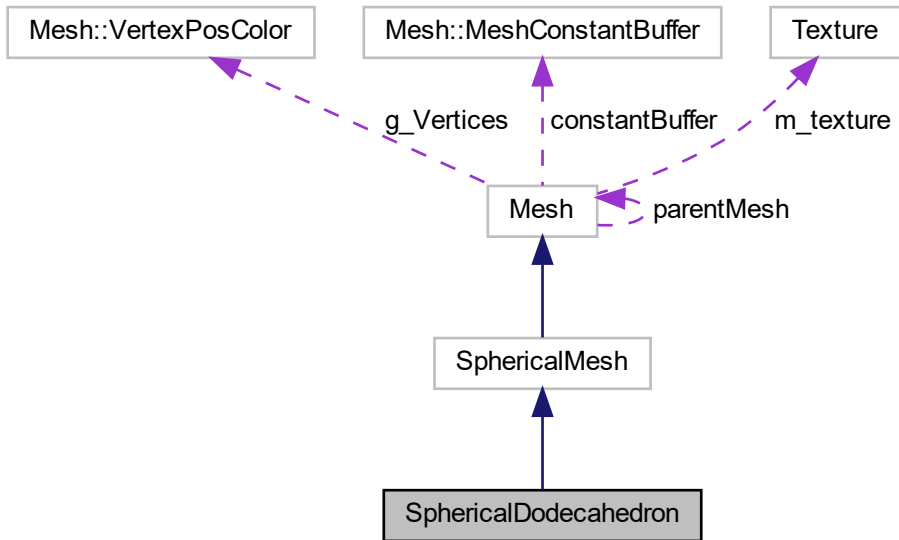 Mesh::VertexPosColor
Mesh::MeshConstantBuffer
Texture
g_Vertices
constantBuffer
m_texture
Mesh
parentMesh
SphericalMesh
SphericalDodecahedron